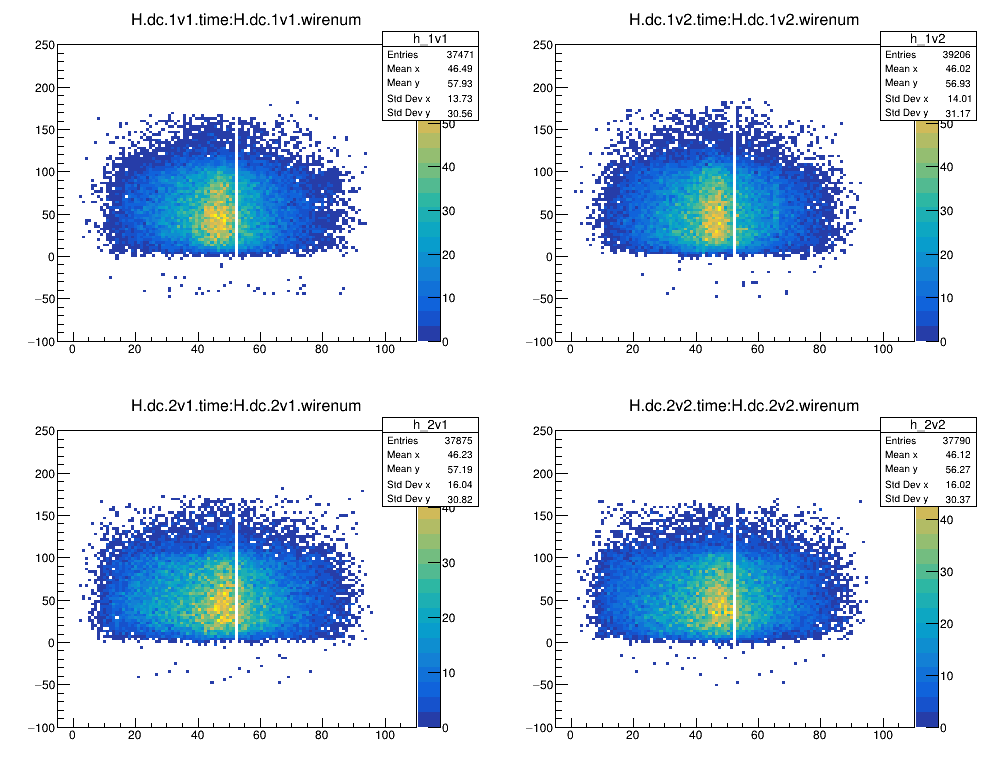 H.dc.1v1.time:H.dc.1v1.wirenum
h_1v1
Entries 37471
Mean x 46.49
Mean y 57.93
Std Dev x 13.73
Std Dev y 30.56
250
200
150
100
50
0
−50
−100
0 20 40 60 80 100
50
40
30
20
10
0
H.dc.1v2.time:H.dc.1v2.wirenum
h_1v2
Entries 39206
Mean x 46.02
Mean y 56.93
Std Dev x 14.01
Std Dev y 31.17
250
200
150
100
50
0
−50
−100
0 20 40 60 80 100
50
40
30
20
10
0
H.dc.2v1.time:H.dc.2v1.wirenum
h_2v1
Entries 37875
Mean x 46.23
Mean y 57.19
Std Dev x 16.04
Std Dev y 30.82
250
200
150
100
50
0
−50
−100
0 20 40 60 80 100
40
30
20
10
0
H.dc.2v2.time:H.dc.2v2.wirenum
h_2v2
Entries 37790
Mean x 46.12
Mean y 56.27
Std Dev x 16.02
Std Dev y 30.37
250
200
150
100
50
0
−50
−100
0 20 40 60 80 100
40
30
20
10
0